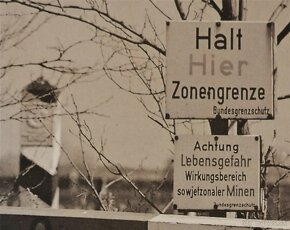 Halt
Hier
Zonengrenze
Bundesgrenzschutz
Achtung
Lebensgefahr
Wirkungsbereich
sowjetzonaler Minen
Bundesgrenzschutz